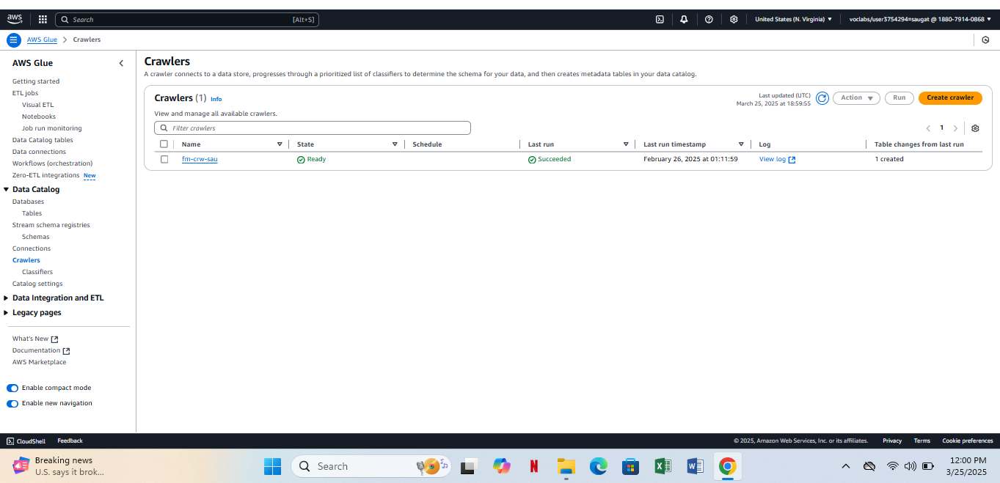 aws
Search [Alt+S] United States (N. Virginia) voclabs/user3754294=saugat @ 1880-7914-0868
AWS Glue Crawlers
AWS Glue
Getting started
ETL jobs
Visual ETL
Notebooks
Job run monitoring
Data Catalog tables
Data connections
Workflows (orchestration)
Zero-ETL integrations New
Data Catalog
Databases
Tables
Stream schema registries
Schemas
Connections
Crawlers
Classifiers
Catalog settings
Data Integration and ETL
Legacy pages
What's New
Documentation
AWS Marketplace
Enable compact mode
Enable new navigation
Crawlers
A crawler connects to a data store, progresses through a prioritized list of classifiers to determine the schema for your data, and then creates metadata tables in your data catalog.
Crawlers (1) Info
Last updated (UTC)
March 25, 2025 at 18:59:55
Action Run Create crawler
View and manage all available crawlers.
Filter crawlers
1
Name State Schedule Last run Last run timestamp Log Table changes from last run
fm-crw-sau Ready Succeeded February 26, 2025 at 01:11:59 View log 1 created
CloudShell Feedback © 2025, Amazon Web Services, Inc. or its affiliates. Privacy Terms Cookie preferences
Breaking news
U.S. says it brok...
Search
12:00 PM
3/25/2025